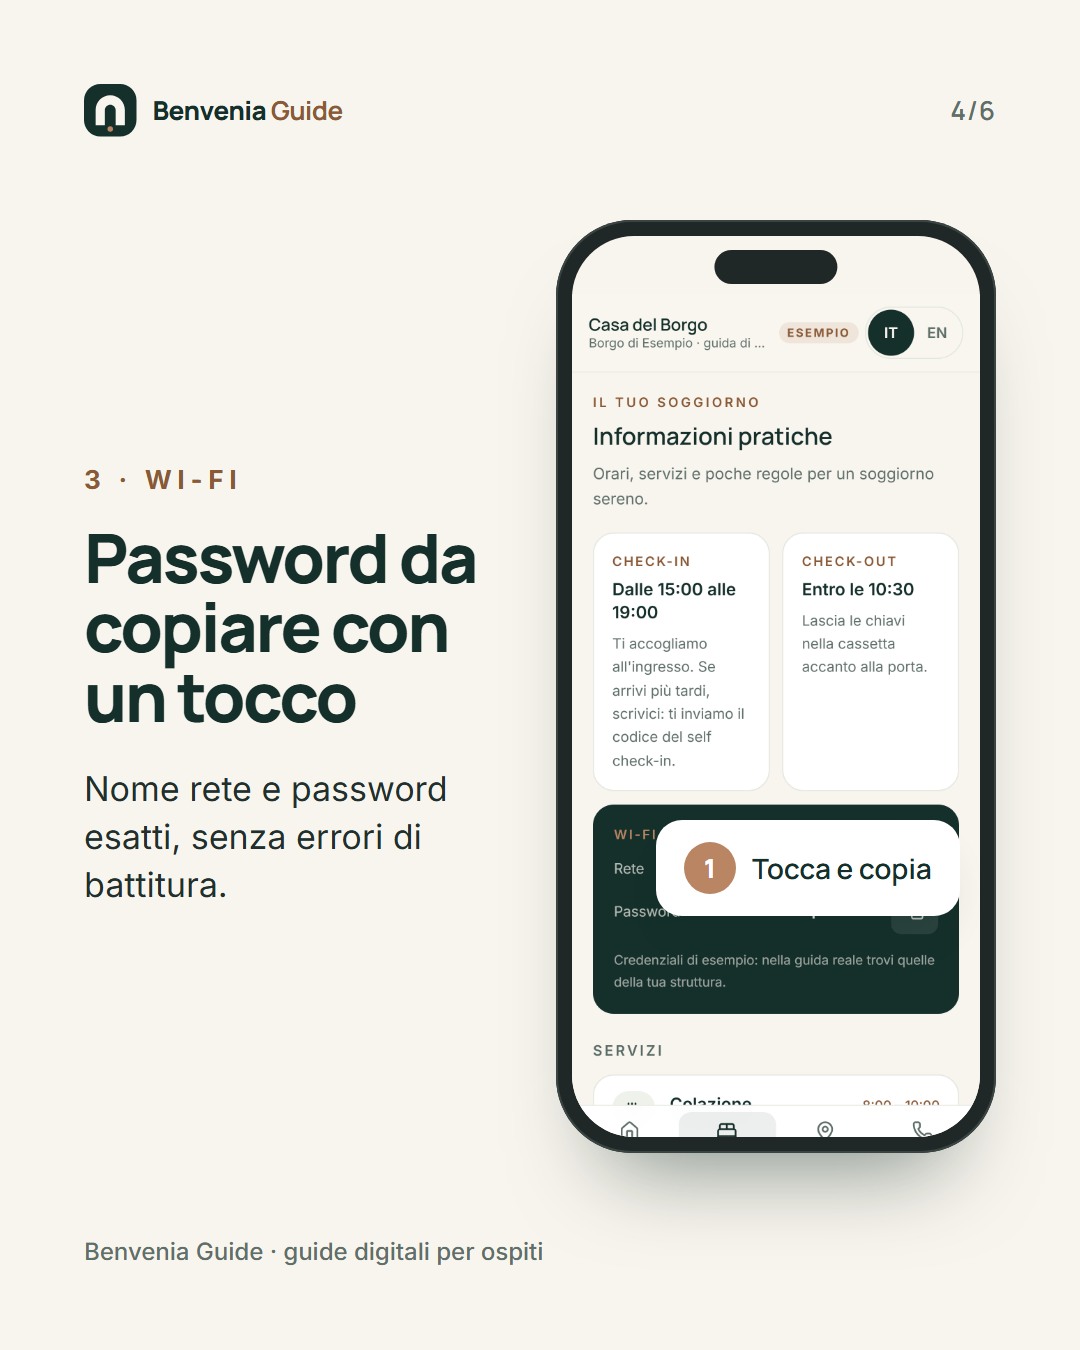 Benvenia Guide
4/6
3 · WI-FI
Password da
copiare con
un tocco
Nome rete e password
esatti, senza errori di
battitura.
Casa del Borgo
Borgo di Esempio · guida di ...
ESEMPIO
IT
EN
IL TUO SOGGIORNO
Informazioni pratiche
Orari, servizi e poche regole per un soggiorno
sereno.
CHECK-IN
Dalle 15:00 alle
19:00
Ti accogliamo
all'ingresso. Se
arrivi più tardi,
scrivici: ti inviamo il
codice del self
check-in.
CHECK-OUT
Entro le 10:30
Lascia le chiavi
nella cassetta
accanto alla porta.
WI-FI
Rete
1 Tocca e copia
Password
Credenziali di esempio: nella guida reale trovi quelle
della tua struttura.
SERVIZI
Colazione
Benvenia Guide · guide digitali per ospiti